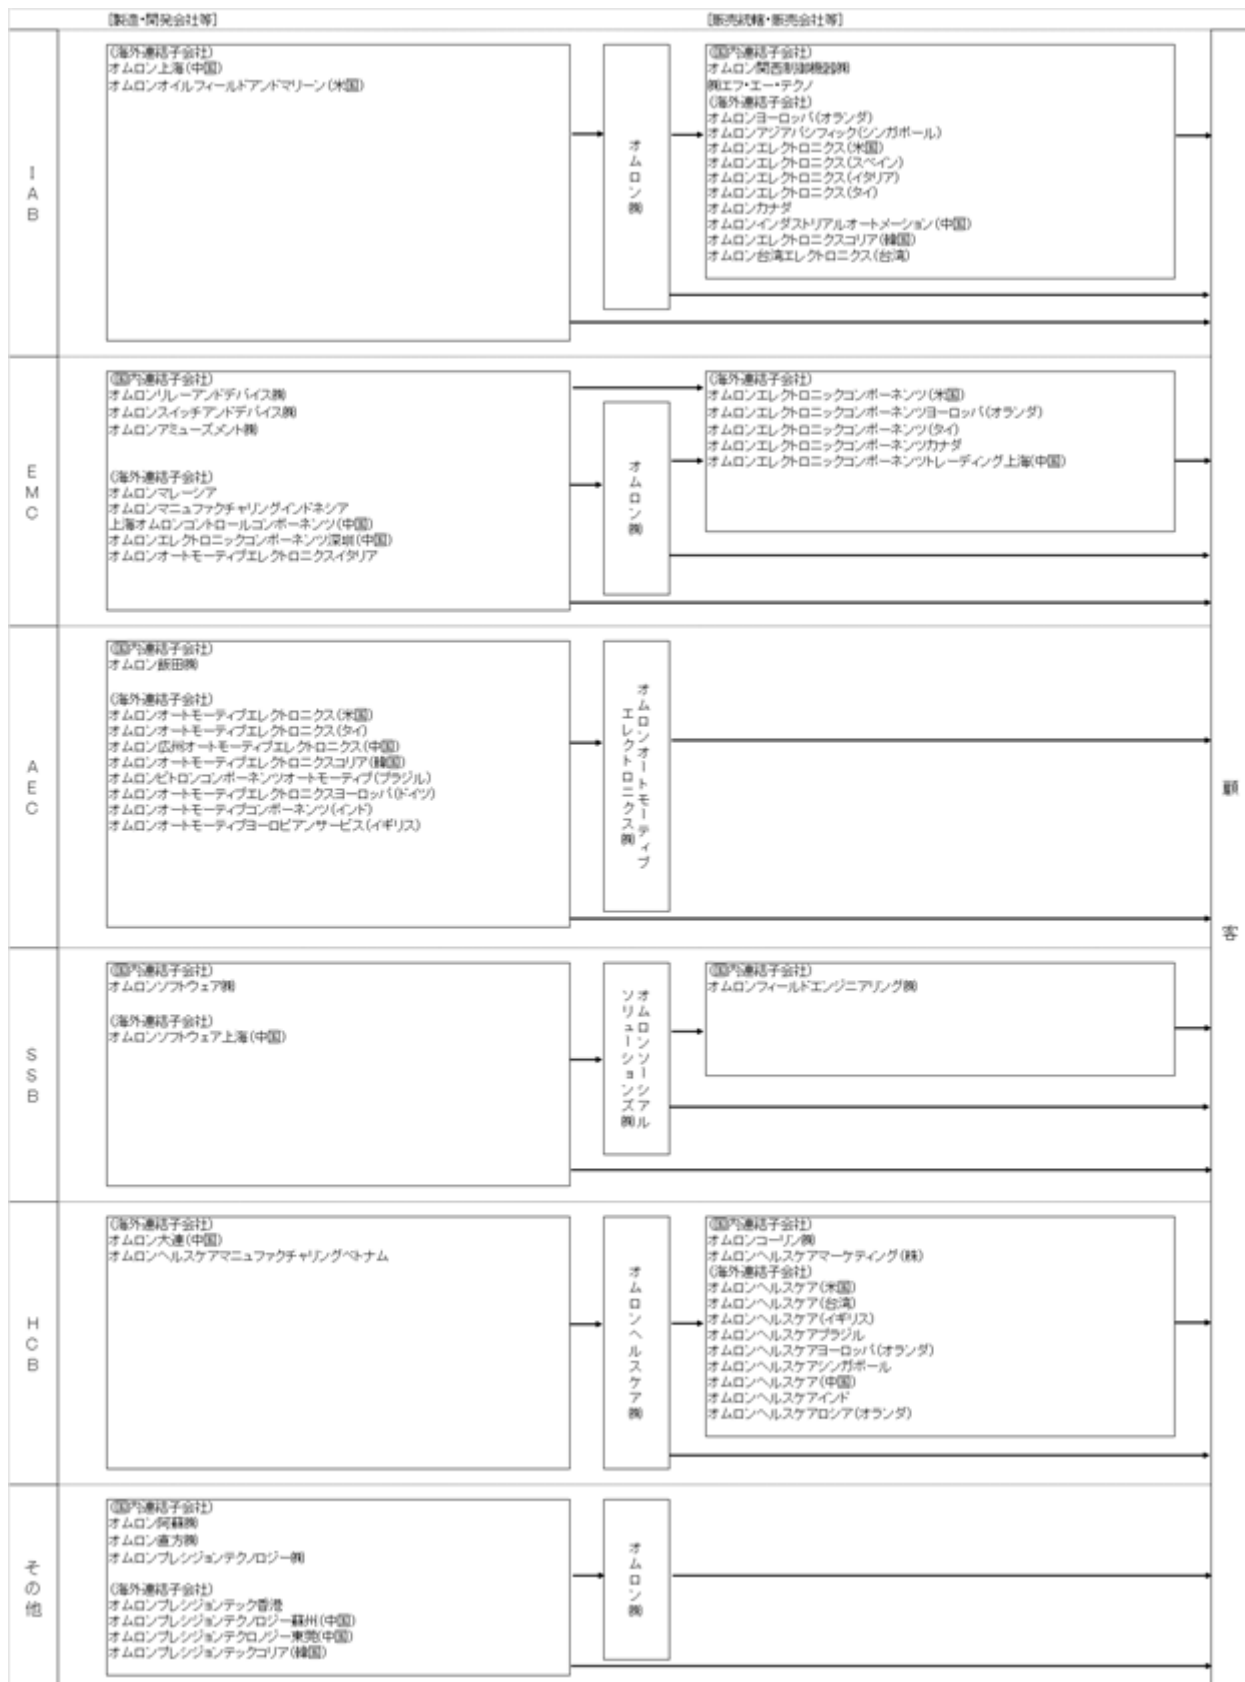 [製造・開発会社等]
[販売統轄・販売会社等]
IAB
(海外連結子会社)
オムロン上海(中国)
オムロンオイルフィールドアンドマリーン(米国)
オムロン㈱
(国内連結子会社)
オムロン関西制御機器㈱
㈱エフ・エー・テクノ
(海外連結子会社)
オムロンヨーロッパ(オランダ)
オムロンアジアパシフィック(シンガポール)
オムロンエレクトロニクス(米国)
オムロンエレクトロニクス(スペイン)
オムロンエレクトロニクス(イタリア)
オムロンエレクトロニクス(タイ)
オムロンカナダ
オムロンインダストリアルオートメーション(中国)
オムロンエレクトロニクスコリア(韓国)
オムロン台湾エレクトロニクス(台湾)
EMC
(国内連結子会社)
オムロンリレーアンドデバイス㈱
オムロンスイッチアンドデバイス㈱
オムロンアミューズメント㈱
(海外連結子会社)
オムロンマレーシア
オムロンマニュファクチャリングインドネシア
上海オムロンコントロールコンポーネンツ(中国)
オムロンエレクトロニックコンポーネンツ深圳(中国)
オムロンオートモーティブエレクトロニクスイタリア
オムロン㈱
(海外連結子会社)
オムロンエレクトロニックコンポーネンツ(米国)
オムロンエレクトロニックコンポーネンツヨーロッパ(オランダ)
オムロンエレクトロニックコンポーネンツ(タイ)
オムロンエレクトロニックコンポーネンツカナダ
オムロンエレクトロニックコンポーネンツトレーディング上海(中国)
AEC
(国内連結子会社)
オムロン飯田㈱
(海外連結子会社)
オムロンオートモーティブエレクトロニクス(米国)
オムロンオートモーティブエレクトロニクス(タイ)
オムロン広州オートモーティブエレクトロニクス(中国)
オムロンオートモーティブエレクトロニクスコリア(韓国)
オムロンピトロンコンポーネンツオートモーティブ(ブラジル)
オムロンオートモーティブエレクトロニクスヨーロッパ(ドイツ)
オムロンオートモーティブコンポーネンツ(インド)
オムロンオートモーティブヨーロピアンサービス(イギリス)
オムロンオートモーティブ
エレクトロニクス㈱
顧客
SSB
(国内連結子会社)
オムロンソフトウェア㈱
(海外連結子会社)
オムロンソフトウェア上海(中国)
オムロンソーシアル
ソリューションズ㈱
(国内連結子会社)
オムロンフィールドエンジニアリング㈱
HCB
(海外連結子会社)
オムロン大連(中国)
オムロンヘルスケアマニュファクチャリングベトナム
オムロンヘルスケア㈱
(国内連結子会社)
オムロンコーリン㈱
オムロンヘルスケアマーケティング(株)
(海外連結子会社)
オムロンヘルスケア(米国)
オムロンヘルスケア(台湾)
オムロンヘルスケア(イギリス)
オムロンヘルスケアブラジル
オムロンヘルスケアヨーロッパ(オランダ)
オムロンヘルスケアシンガポール
オムロンヘルスケア(中国)
オムロンヘルスケアインド
オムロンヘルスケアロシア(オランダ)
その他
(国内連結子会社)
オムロン阿蘇㈱
オムロン直方㈱
オムロンプレシジョンテクノロジー㈱
(海外連結子会社)
オムロンプレシジョンテック香港
オムロンプレシジョンテクノロジー蘇州(中国)
オムロンプレシジョンテクロノジー東莞(中国)
オムロンプレシジョンテックコリア(韓国)
オムロン㈱